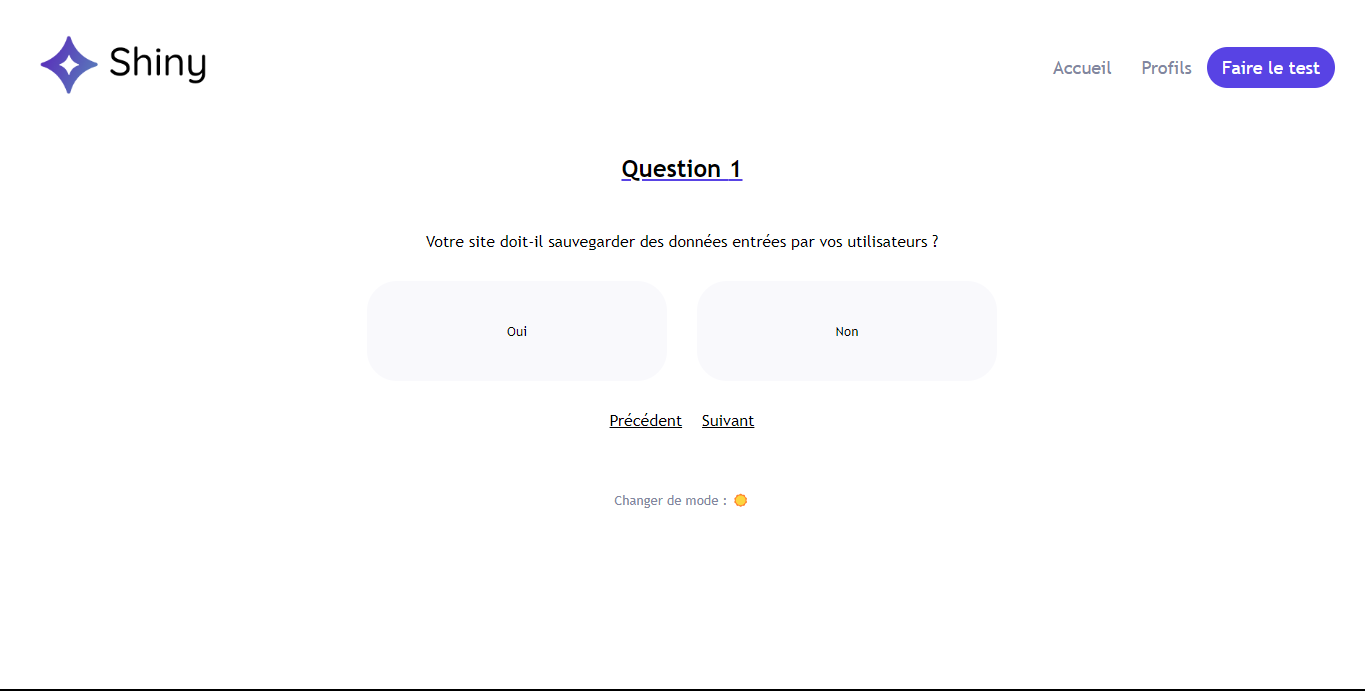 Shiny
Accueil Profils Faire le test
Question 1
Votre site doit-il sauvegarder des données entrées par vos utilisateurs ?
Oui Non
Précédent Suivant
Changer de mode :